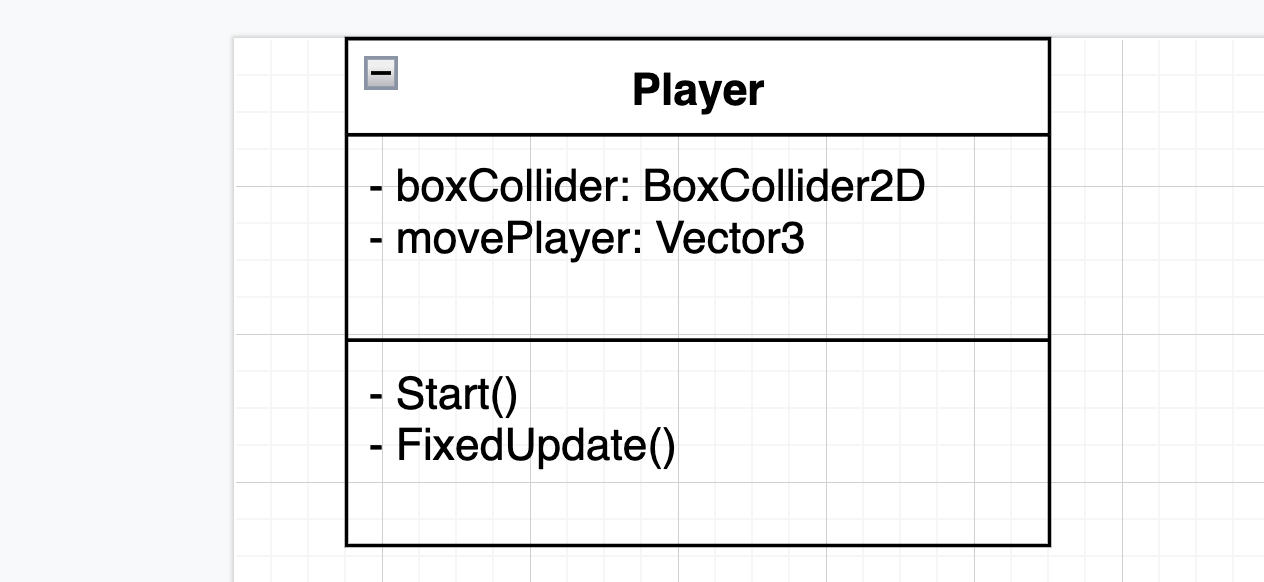 Player
- boxCollider: BoxCollider2D
- movePlayer: Vector3
- Start()
- FixedUpdate()